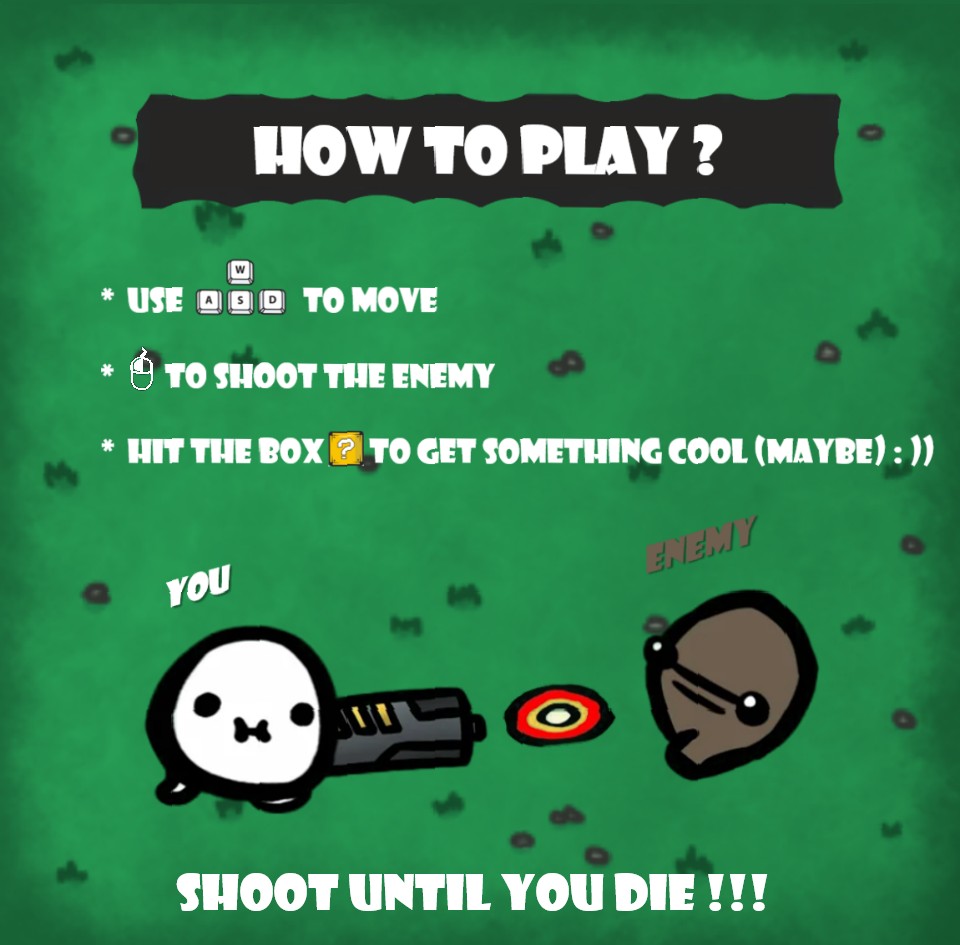 HOW TO PLAY ?
W
* USE A S D TO MOVE
* TO SHOOT THE ENEMY
* HIT THE BOX ? TO GET SOMETHING COOL (MAYBE) : ))
ENEMY
YOU
SHOOT UNTIL YOU DIE !!!